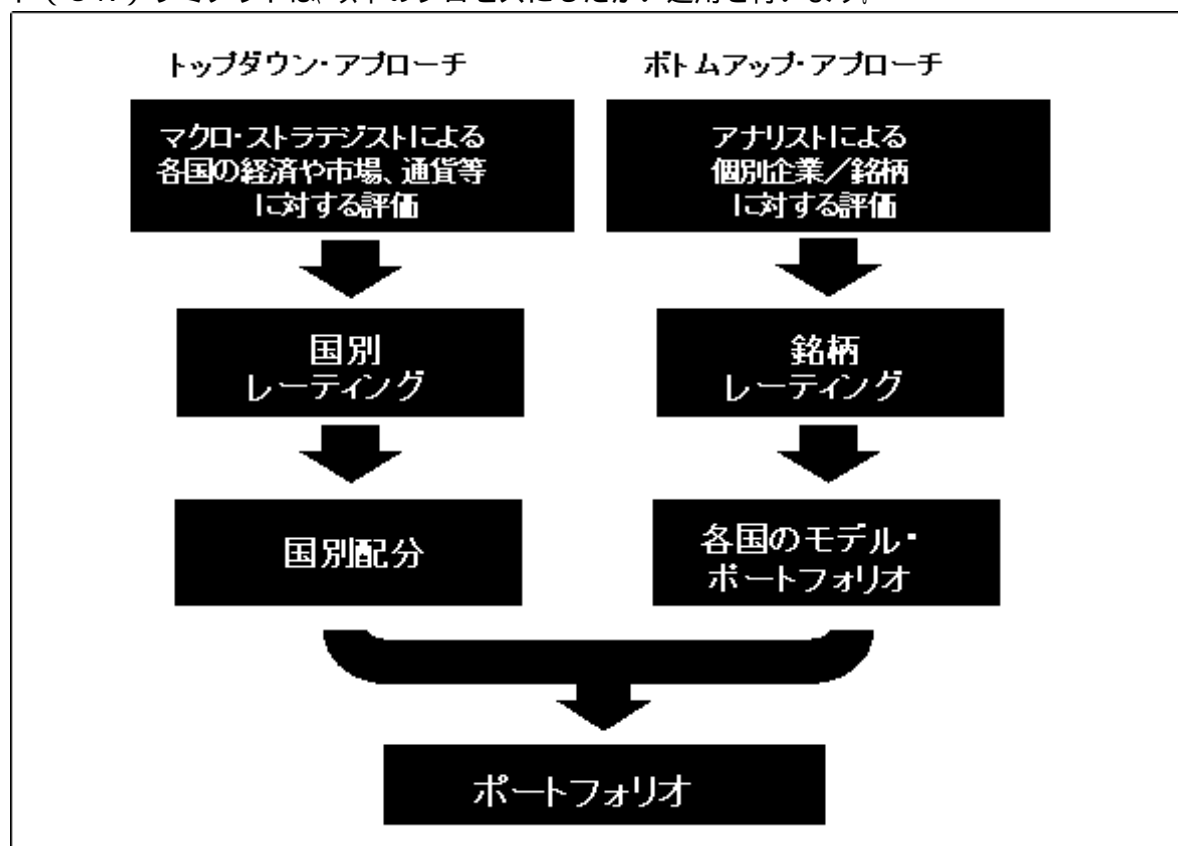 トップダウン・アプローチ
ボトムアップ・アプローチ
マクロ・ストラテジストによる
各国の経済や市場、通貨等
に対する評価
アナリストによる
個別企業／銘柄
に対する評価
国別
レーティング
銘柄
レーティング
国別配分
各国のモデル・
ポートフォリオ
ポートフォリオ